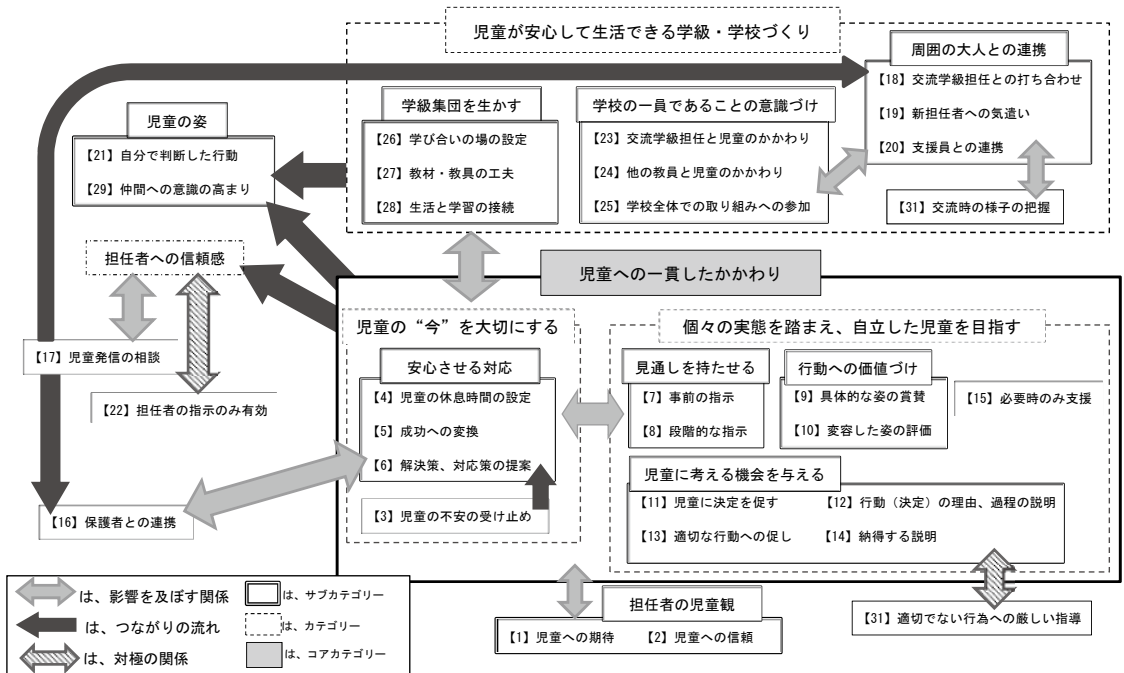 児童が安心して生活できる学級・学校づくり
周囲の大人との連携
【18】交流学級担任との打ち合わせ
【19】新担任者への気遣い
【20】支援員との連携
【31】交流時の様子の把握
学級集団を生かす
【26】学び合いの場の設定
【27】教材・教具の工夫
【28】生活と学習の接続
学校の一員であることの意識づけ
【23】交流学級担任と児童のかかわり
【24】他の教員と児童のかかわり
【25】学校全体での取り組みへの参加
児童の姿
【21】自分で判断した行動
【29】仲間への意識の高まり
担任者への信頼感
【17】児童発信の相談
【22】担任者の指示のみ有効
【16】保護者との連携
児童への一貫したかかわり
児童の“今”を大切にする
安心させる対応
【4】児童の休息時間の設定
【5】成功への変換
【6】解決策、対応策の提案
【3】児童の不安の受け止め
個々の実態を踏まえ、自立した児童を目指す
見通しを持たせる
【7】事前の指示
【8】段階的な指示
行動への価値づけ
【9】具体的な姿の賞賛
【10】変容した姿の評価
【15】必要時のみ支援
児童に考える機会を与える
【11】児童に決定を促す 【12】行動（決定）の理由、過程の説明
【13】適切な行動への促し 【14】納得する説明
担任者の児童観
【1】児童への期待 【2】児童への信頼
【31】適切でない行為への厳しい指導
は、影響を及ぼす関係 は、サブカテゴリー
は、つながりの流れ は、カテゴリー
は、対極の関係 は、コアカテゴリー